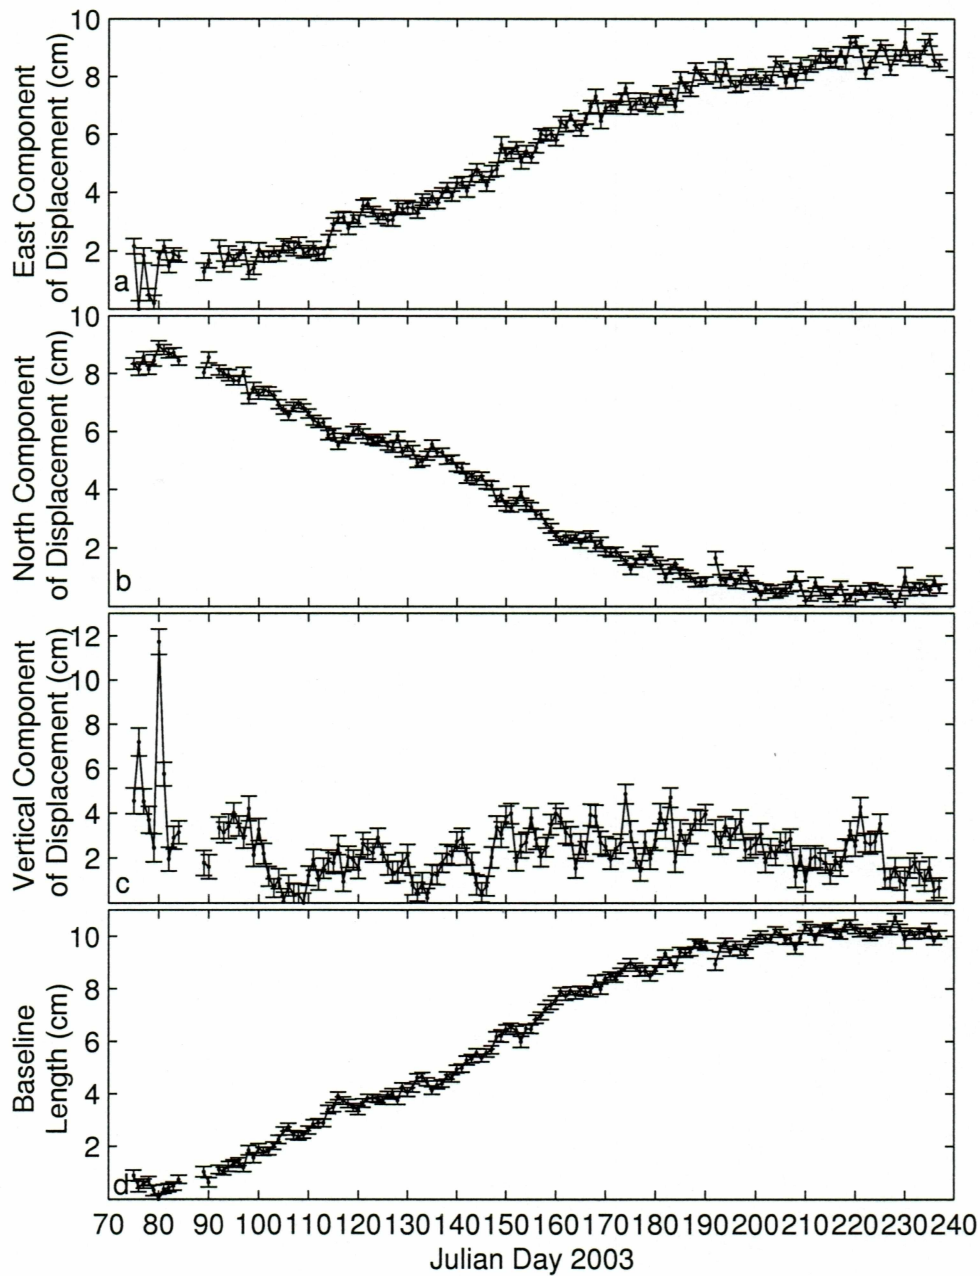 East Component
of Displacement (cm)
10
8
6
4
2
a
North Component
of Displacement (cm)
10
8
6
4
2
b
Vertical Component
of Displacement (cm)
12
10
8
6
4
2
c
Baseline
Length (cm)
10
8
6
4
2
d
70 80 90 100 110 120 130 140 150 160 170 180 190 200 210 220 230 240
Julian Day 2003